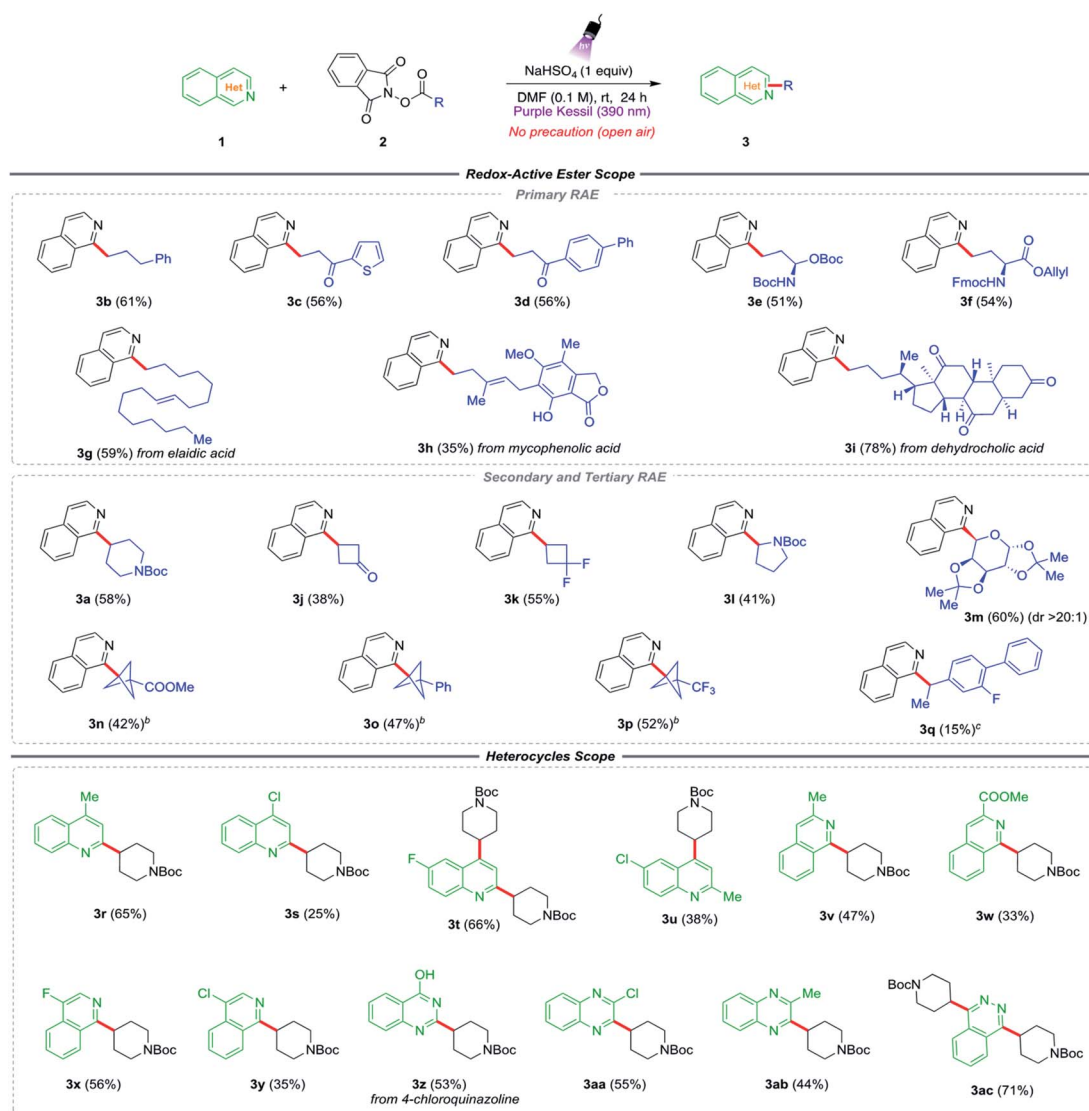 hν
Het
N
1
+
O
N
O
O
O
R
2
NaHSO4 (1 equiv)
DMF (0.1 M), rt, 24 h
Purple Kessil (390 nm)
No precaution (open air)
Het
N
R
3
Redox-Active Ester Scope
Primary RAE
N
Ph
3b (61%)
N
O
S
3c (56%)
N
O
Ph
3d (56%)
N
OBoc
BocHN
3e (51%)
N
O
OAllyl
FmocHN
3f (54%)
N
Me
3g (59%) from elaidic acid
N
MeO
Me
Me
OH
O
O
3h (35%) from mycophenolic acid
N
Me
O
H
H
H
H
H
O
O
3i (78%) from dehydrocholic acid
Secondary and Tertiary RAE
N
NBoc
3a (58%)
N
O
3j (38%)
N
F
F
3k (55%)
N
NBoc
3l (41%)
N
O
O
O
O
O
Me
Me
Me
Me
3m (60%) (dr >20:1)
N
COOMe
3n (42%)b
N
Ph
3o (47%)b
N
CF3
3p (52%)b
N
Me
F
3q (15%)c
Heterocycles Scope
Me
N
NBoc
3r (65%)
Cl
N
NBoc
3s (25%)
Boc
N
F
N
NBoc
3t (66%)
Boc
N
Cl
N
Me
3u (38%)
Me
N
NBoc
3v (47%)
COOMe
N
NBoc
3w (33%)
F
N
NBoc
3x (56%)
Cl
N
NBoc
3y (35%)
OH
N
N
NBoc
3z (53%)
from 4-chloroquinazoline
N
Cl
N
NBoc
3aa (55%)
N
Me
N
NBoc
3ab (44%)
BocN
N
N
NBoc
3ac (71%)